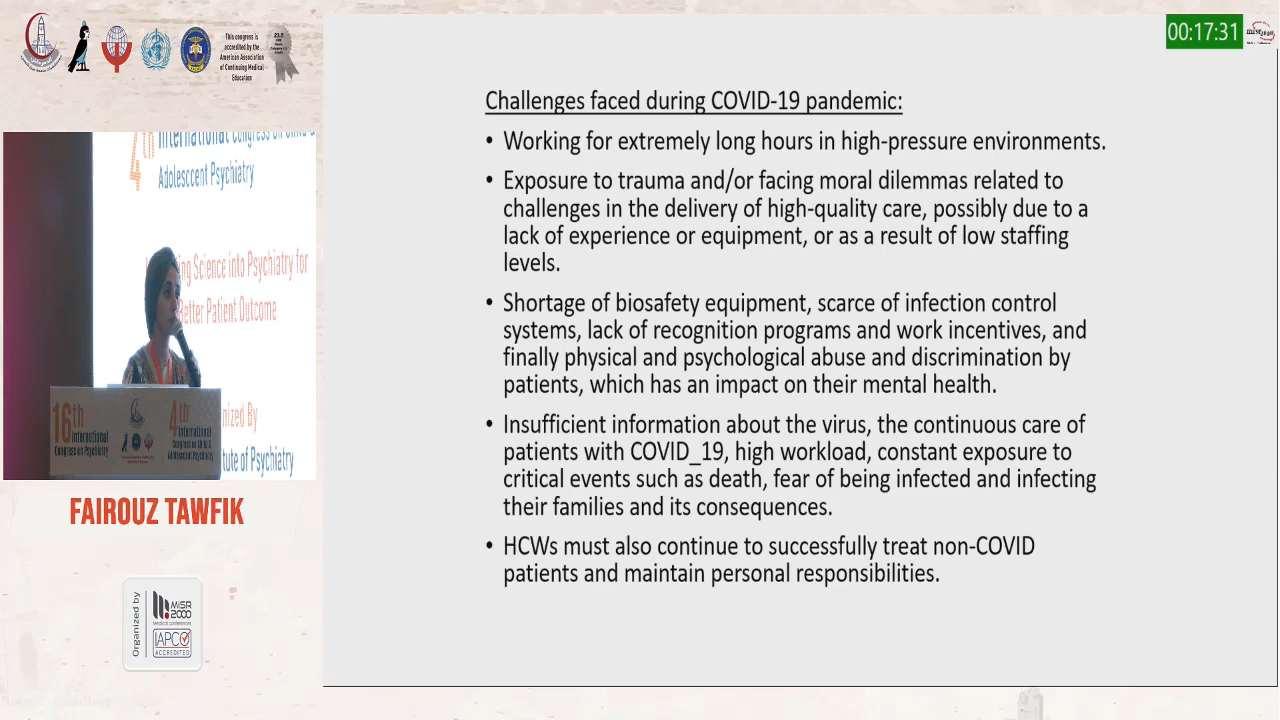 This congress is
accredited by the
American Association
of Continuing Medical
Education
00:17:31
Challenges faced during COVID-19 pandemic:
• Working for extremely long hours in high-pressure environments.
• Exposure to trauma and/or facing moral dilemmas related to
challenges in the delivery of high-quality care, possibly due to a
lack of experience or equipment, or as a result of low staffing
levels.
• Shortage of biosafety equipment, scarce of infection control
systems, lack of recognition programs and work incentives, and
finally physical and psychological abuse and discrimination by
patients, which has an impact on their mental health.
• Insufficient information about the virus, the continuous care of
patients with COVID_19, high workload, constant exposure to
critical events such as death, fear of being infected and infecting
their families and its consequences.
• HCWs must also continue to successfully treat non-COVID
patients and maintain personal responsibilities.
4th International Congress on
Adolesccent Psychiatry
ing Science into Psychiatry for
Better Patient Outcome
nized By
tute of Psychiatry
16th
International
Congress on Psychiatry
4th
International
Congress on Child &
Adolescent Psychiatry
FAIROUZ TAWFIK
Organized by
MISR
2000
Medical conferences
IAPCO
ACCREDITED